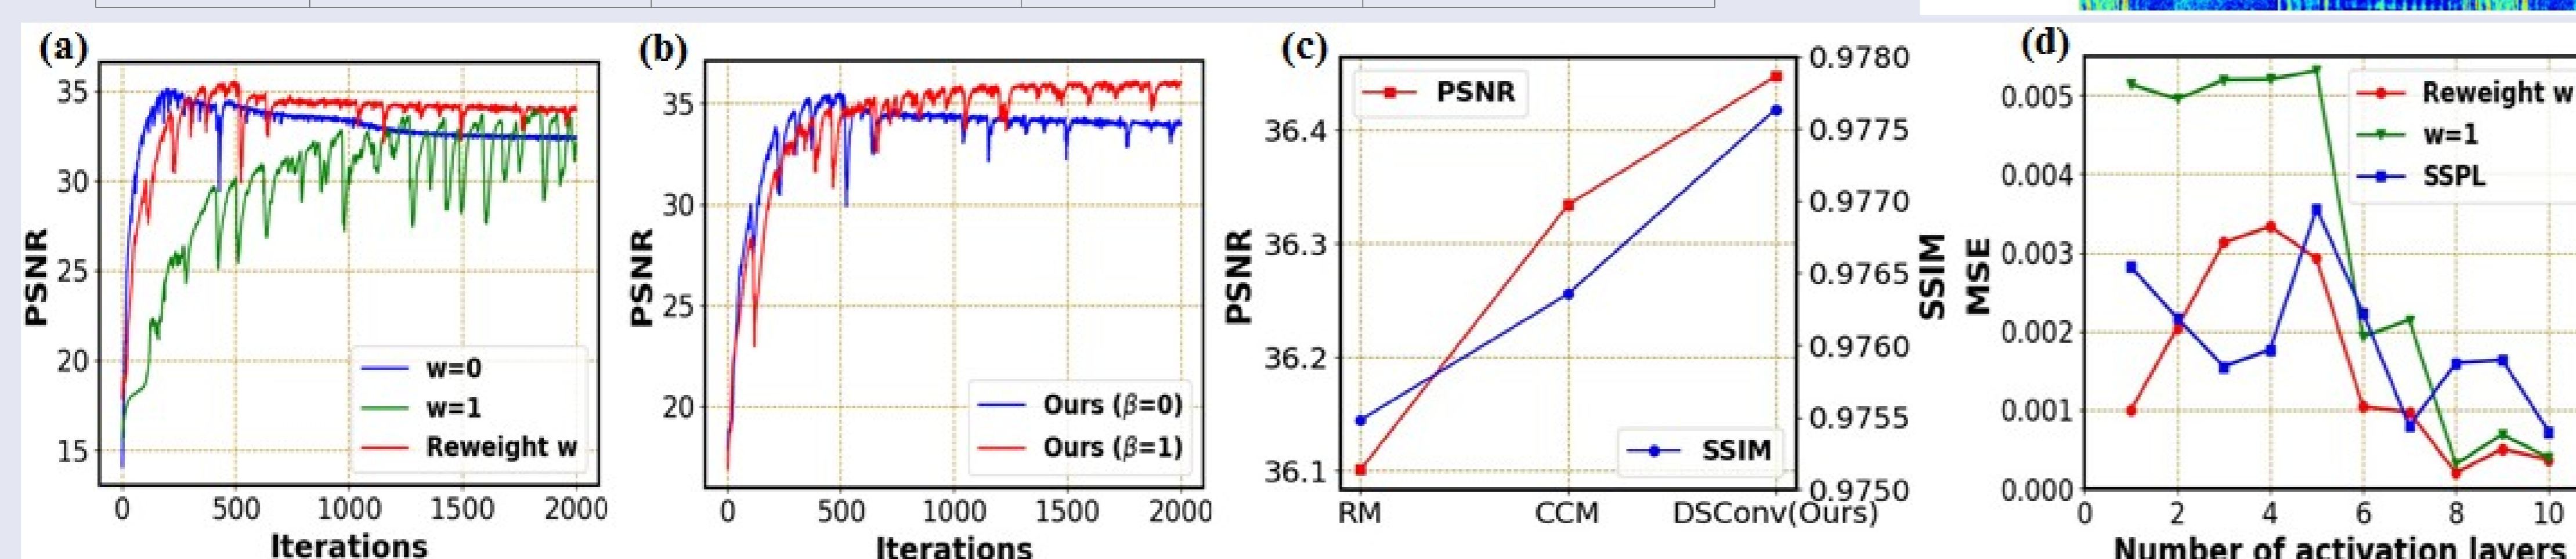 (a)
PSNR
35
30
25
20
15
w=0
w=1
Reweight w
0 500 1000 1500 2000
Iterations
(b)
PSNR
35
30
25
20
Ours (β=0)
Ours (β=1)
0 500 1000 1500 2000
Iterations
(c)
PSNR
36.4
36.3
36.2
36.1
PSNR
SSIM
0.9780
0.9775
0.9770
0.9765
0.9760
0.9755
0.9750
SSIM
RM CCM DSConv(Ours)
(d)
MSE
0.005
0.004
0.003
0.002
0.001
0.000
Reweight w
w=1
SSPL
0 2 4 6 8 10
Number of activation layers